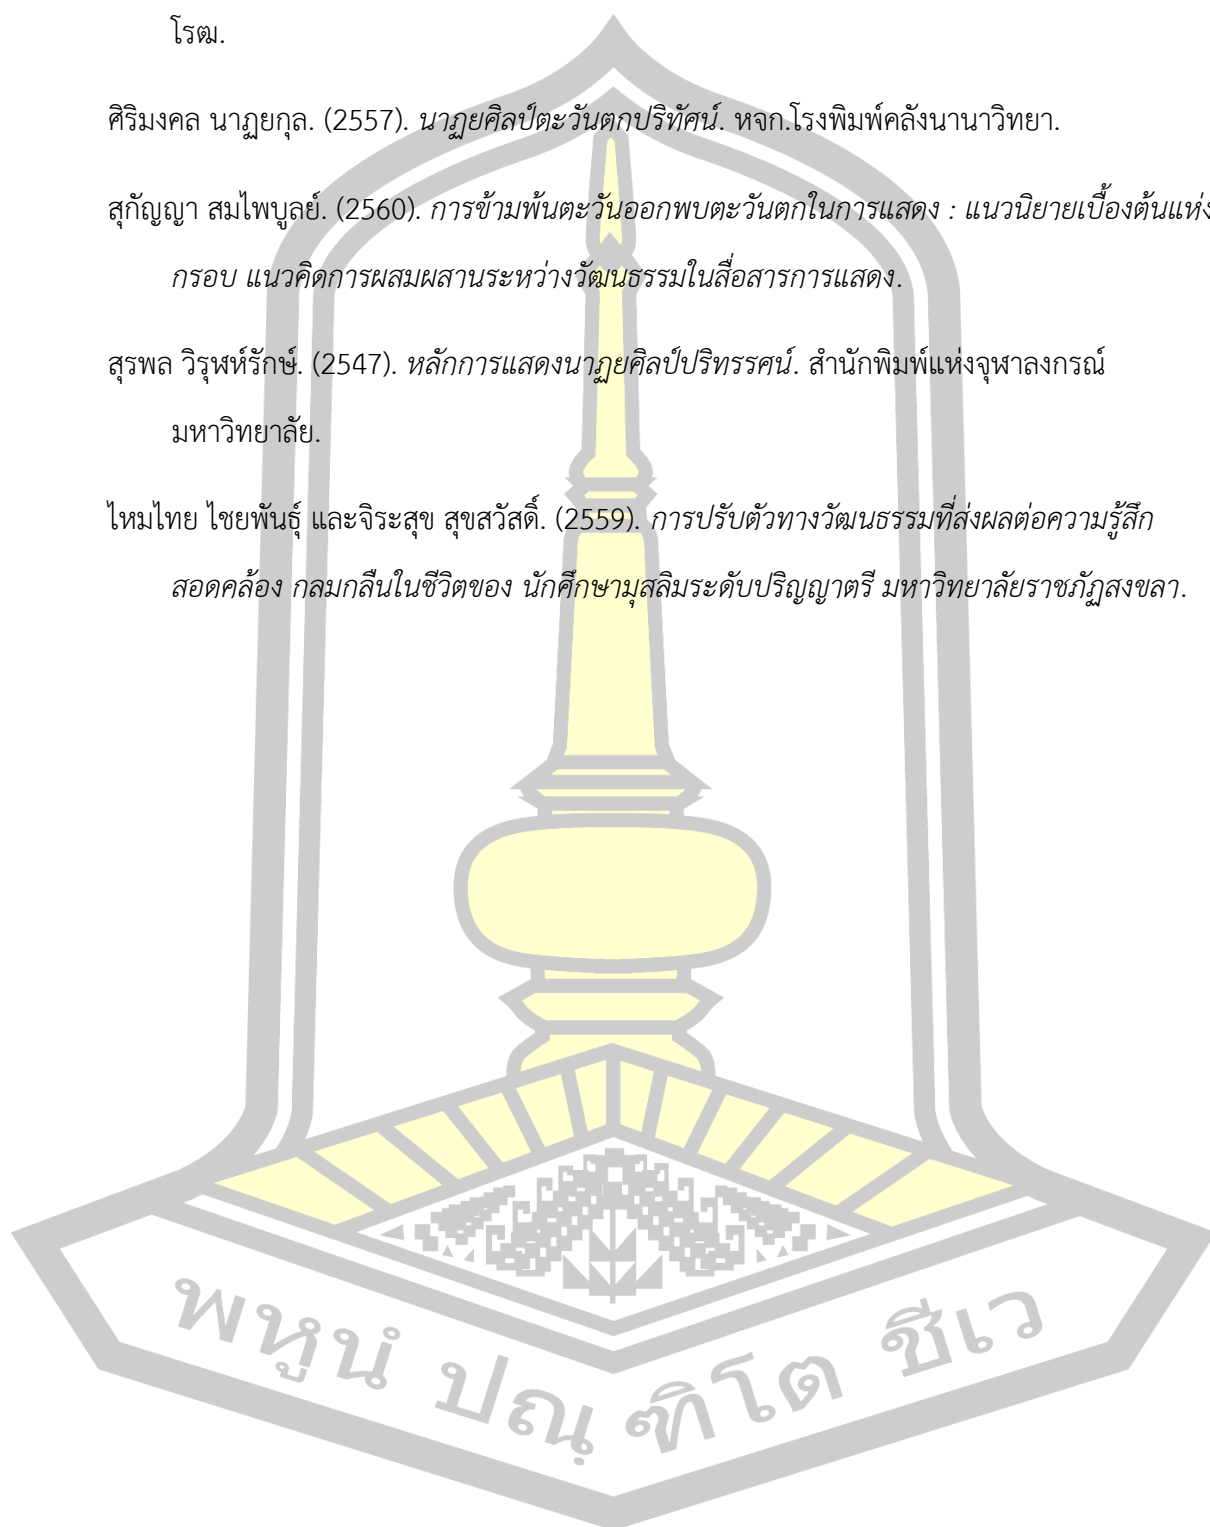 โรฒ.
ศิริมงคล นาฏยกุล. (2557). นาฏยศิลป์ตะวันตกปริทัศน์. หจก.โรงพิมพ์คลังนานาวิทยา.
สุกัญญา สมไพบูลย์. (2560). การข้ามพ้นตะวันออกพบตะวันตกในการแสดง : แนวนิยายเบื้องต้นแห่ง
กรอบ แนวคิดการผสมผสานระหว่างวัฒนธรรมในสื่อสารการแสดง.
สุรพล วิรุฬห์รักษ์. (2547). หลักการแสดงนาฏยศิลป์ปริทรรศน์. สำนักพิมพ์แห่งจุฬาลงกรณ์
มหาวิทยาลัย.
ไหมไทย ไชยพันธุ์ และจิระสุข สุขสวัสดิ์. (2559). การปรับตัวทางวัฒนธรรมที่ส่งผลต่อความรู้สึก
สอดคล้อง กลมกลืนในชีวิตของ นักศึกษามุสลิมระดับปริญญาตรี มหาวิทยาลัยราชภัฏสงขลา.
พหูนํ ปณฺ ฑิโต ชีเว